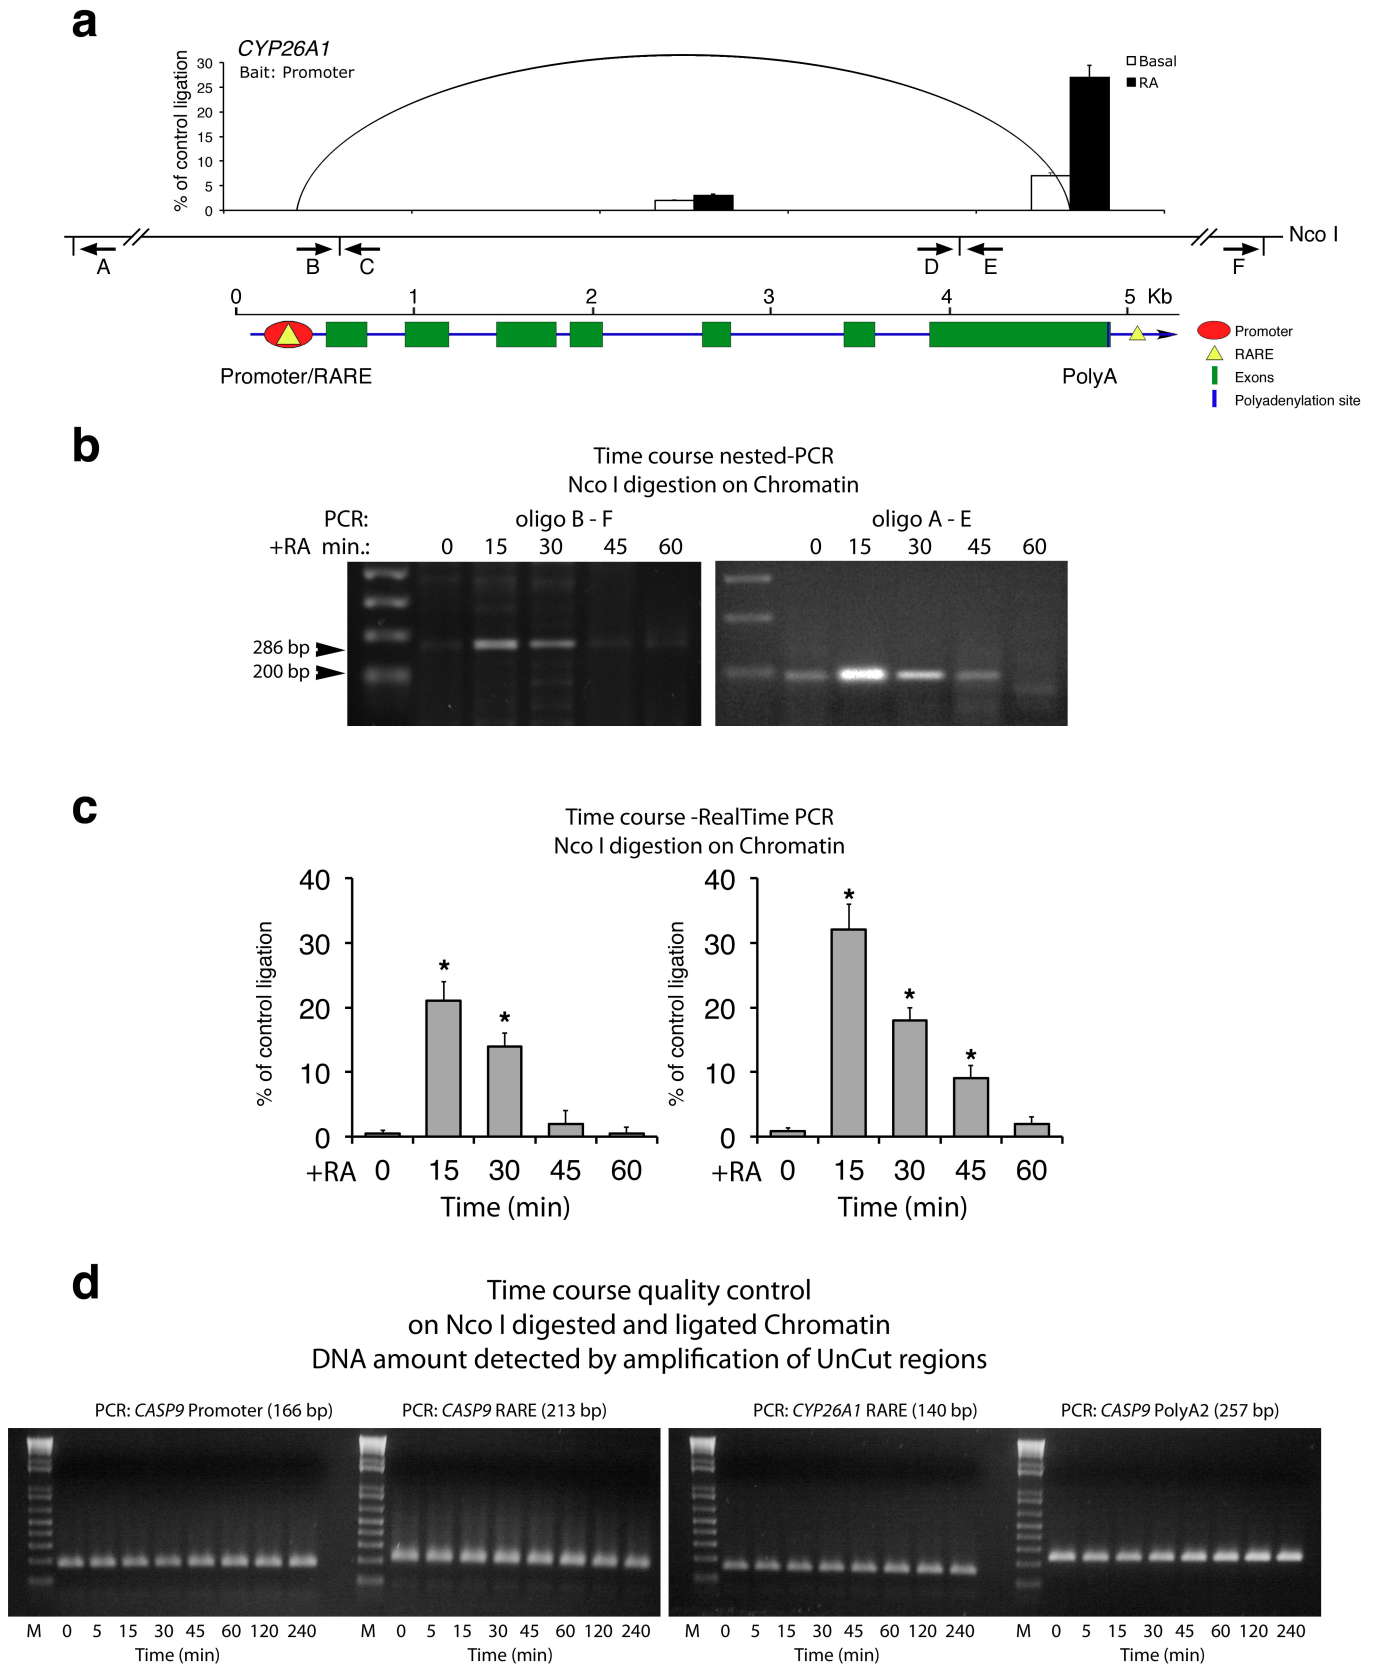 a
CYP26A1
Bait: Promoter
% of control ligation
30
25
20
15
10
5
0
Basal
RA
Nco I
A
B
C
D
E
F
0 1 2 3 4 5 Kb
Promoter/RARE
PolyA
Promoter
RARE
Exons
Polyadenylation site
b
Time course nested-PCR
Nco I digestion on Chromatin
PCR: oligo B - F oligo A - E
+RA min.: 0 15 30 45 60 0 15 30 45 60
286 bp
200 bp
c
Time course -RealTime PCR
Nco I digestion on Chromatin
% of control ligation
40
30
20
10
0
* *
+RA 0 15 30 45 60
Time (min)
% of control ligation
40
30
20
10
0
* * *
+RA 0 15 30 45 60
Time (min)
d
Time course quality control
on Nco I digested and ligated Chromatin
DNA amount detected by amplification of UnCut regions
PCR: CASP9 Promoter (166 bp)
PCR: CASP9 RARE (213 bp)
PCR: CYP26A1 RARE (140 bp)
PCR: CASP9 PolyA2 (257 bp)
M 0 5 15 30 45 60 120 240
Time (min)
M 0 5 15 30 45 60 120 240
Time (min)
M 0 5 15 30 45 60 120 240
Time (min)
M 0 5 15 30 45 60 120 240
Time (min)